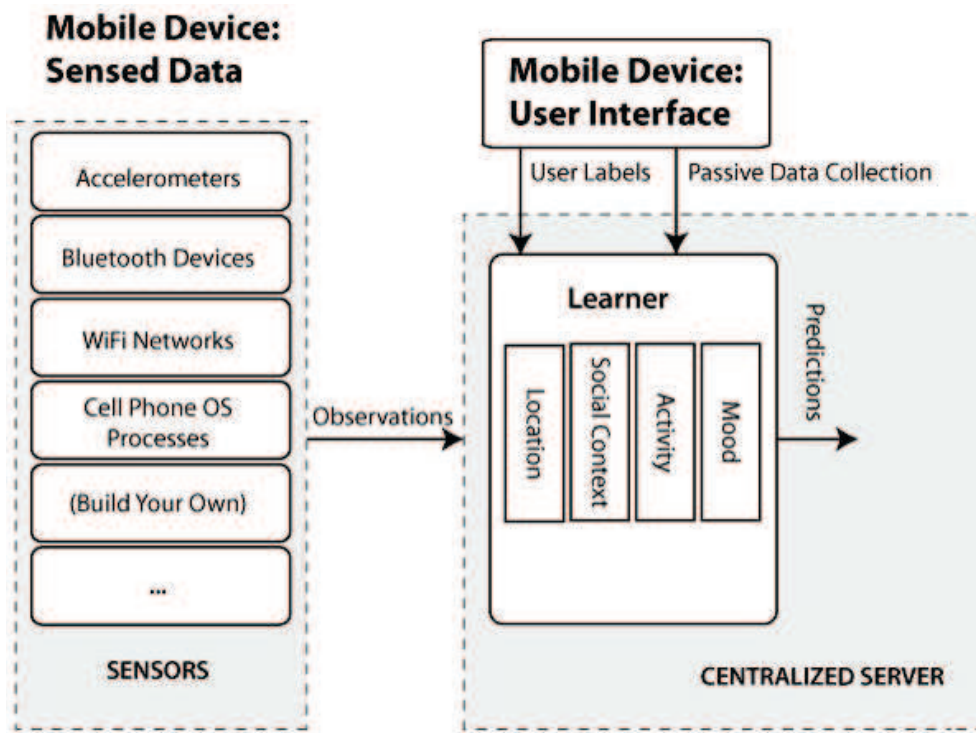 Mobile Device:
Sensed Data
Accelerometers
Bluetooth Devices
WiFi Networks
Cell Phone OS
Processes
(Build Your Own)
...
SENSORS
Observations
Mobile Device:
User Interface
User Labels
Passive Data Collection
Learner
Location
Social Context
Activity
Mood
Predictions
CENTRALIZED SERVER